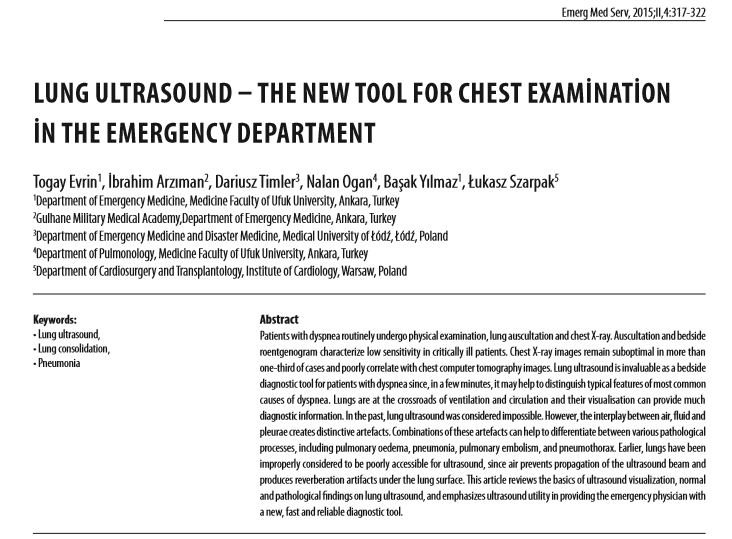 Emerg Med Serv, 2015;II,4:317-322
LUNG ULTRASOUND – THE NEW TOOL FOR CHEST EXAMİNATİON
İN THE EMERGENCY DEPARTMENT
Togay Evrin¹, İbrahim Arzıman², Dariusz Timler³, Nalan Ogan⁴, Başak Yılmaz¹, Łukasz Szarpak⁵
¹Department of Emergency Medicine, Medicine Faculty of Ufuk University, Ankara, Turkey
²Gulhane Military Medical Academy,Department of Emergency Medicine, Ankara, Turkey
³Department of Emergency Medicine and Disaster Medicine, Medical University of Łódź, Łódź, Poland
⁴Department of Pulmonology, Medicine Faculty of Ufuk University, Ankara, Turkey
⁵Department of Cardiosurgery and Transplantology, Institute of Cardiology, Warsaw, Poland
Keywords:
• Lung ultrasound,
• Lung consolidation,
• Pneumonia
Abstract
Patients with dyspnea routinely undergo physical examination, lung auscultation and chest X-ray. Auscultation and bedside
roentgenogram characterize low sensitivity in critically ill patients. Chest X-ray images remain suboptimal in more than
one-third of cases and poorly correlate with chest computer tomography images. Lung ultrasound is invaluable as a bedside
diagnostic tool for patients with dyspnea since, in a few minutes, it may help to distinguish typical features of most common
causes of dyspnea. Lungs are at the crossroads of ventilation and circulation and their visualisation can provide much
diagnostic information. In the past, lung ultrasound was considered impossible. However, the interplay between air, fluid and
pleurae creates distinctive artefacts. Combinations of these artefacts can help to differentiate between various pathological
processes, including pulmonary oedema, pneumonia, pulmonary embolism, and pneumothorax. Earlier, lungs have been
improperly considered to be poorly accessible for ultrasound, since air prevents propagation of the ultrasound beam and
produces reverberation artifacts under the lung surface. This article reviews the basics of ultrasound visualization, normal
and pathological findings on lung ultrasound, and emphasizes ultrasound utility in providing the emergency physician with
a new, fast and reliable diagnostic tool.